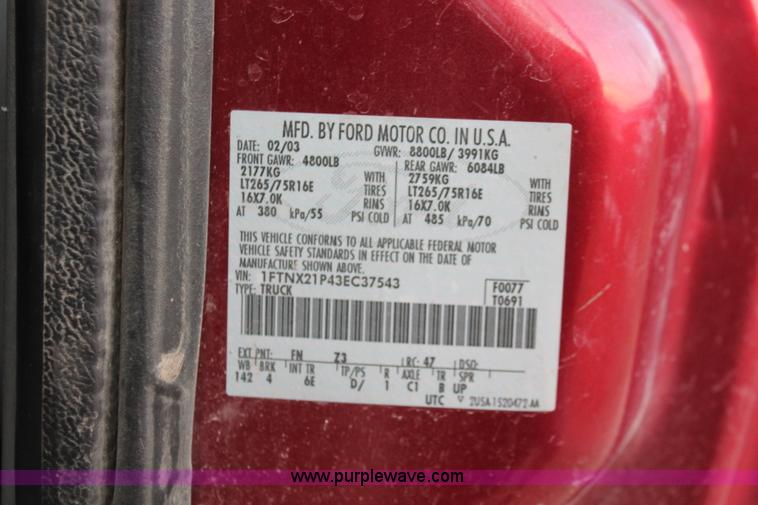 MFD. BY FORD MOTOR CO. IN U.S.A.
DATE: 02/03 GVWR: 8800LB/ 3991KG
FRONT GAWR: 4800LB REAR GAWR: 6084LB
2177KG WITH 2759KG WITH
LT265/75R16E TIRES LT265/75R16E TIRES
16X7.0K RIMS 16X7.0K RIMS
AT 380 kPa/55 PSI COLD AT 485 kPa/70 PSI COLD
THIS VEHICLE CONFORMS TO ALL APPLICABLE FEDERAL MOTOR
VEHICLE SAFETY STANDARDS IN EFFECT ON THE DATE OF
MANUFACTURE SHOWN ABOVE.
VIN: 1FTNX21P43EC37543 F0077
TYPE: TRUCK T0691
EXT PNT: FN Z3 RC: 47 DSO:
WB BRK INT TR TP/PS R AXLE TR SPR
142 4 6E D/ 1 C1 B UP
UTC 2USA 1520472 AA
www.purplewave.com